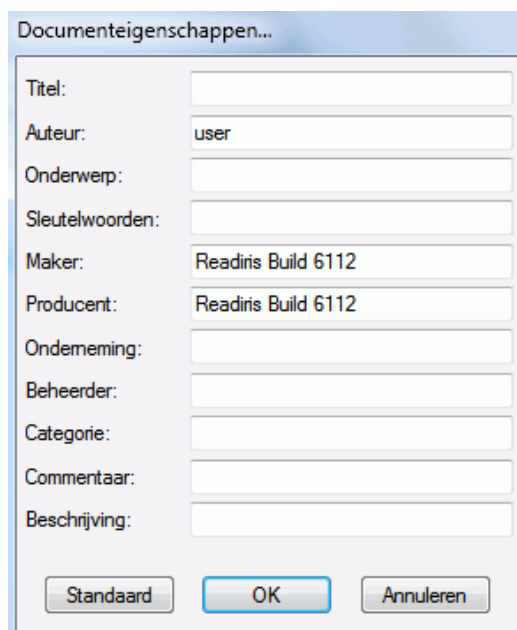 Documenteigenschappen...
Titel:
Auteur: user
Onderwerp:
Sleutelwoorden:
Maker: Readiris Build 6112
Producent: Readiris Build 6112
Onderneming:
Beheerder:
Categorie:
Commentaar:
Beschrijving:
Standaard OK Annuleren